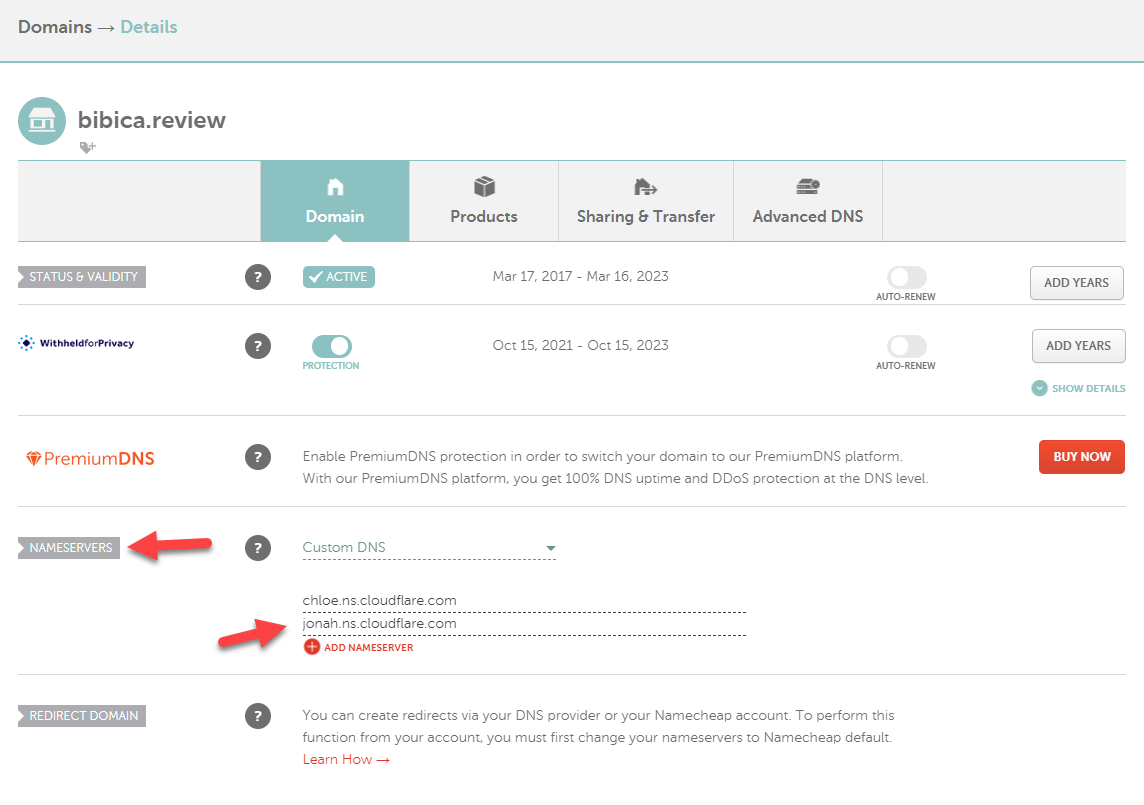 Domains → Details
bibica.review
Domain
Products
Sharing & Transfer
Advanced DNS
STATUS & VALIDITY
?
ACTIVE
Mar 17, 2017 - Mar 16, 2023
AUTO-RENEW
ADD YEARS
WithheldforPrivacy
?
PROTECTION
Oct 15, 2021 - Oct 15, 2023
AUTO-RENEW
ADD YEARS
SHOW DETAILS
PremiumDNS
?
Enable PremiumDNS protection in order to switch your domain to our PremiumDNS platform.
With our PremiumDNS platform, you get 100% DNS uptime and DDoS protection at the DNS level.
BUY NOW
NAMESERVERS
?
Custom DNS
chloe.ns.cloudflare.com
jonah.ns.cloudflare.com
ADD NAMESERVER
REDIRECT DOMAIN
?
You can create redirects via your DNS provider or your Namecheap account. To perform this
function from your account, you must first change your nameservers to Namecheap default.
Learn How →